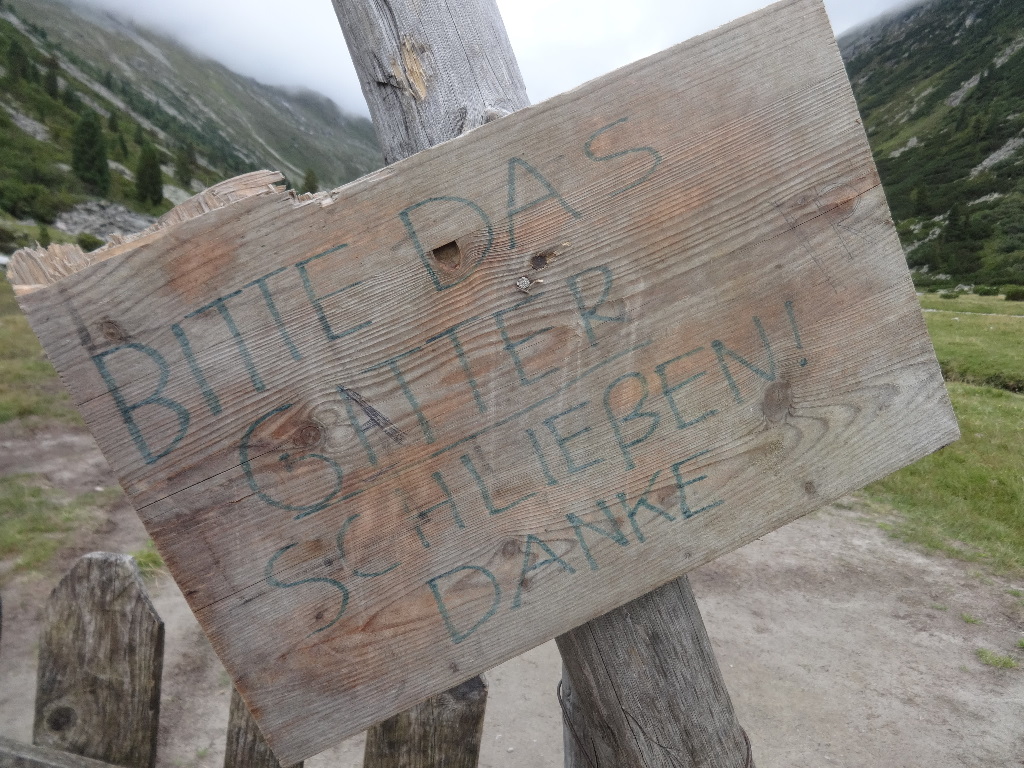 BITTE DAS
GATTER
SCHLIEßEN!
DANKE